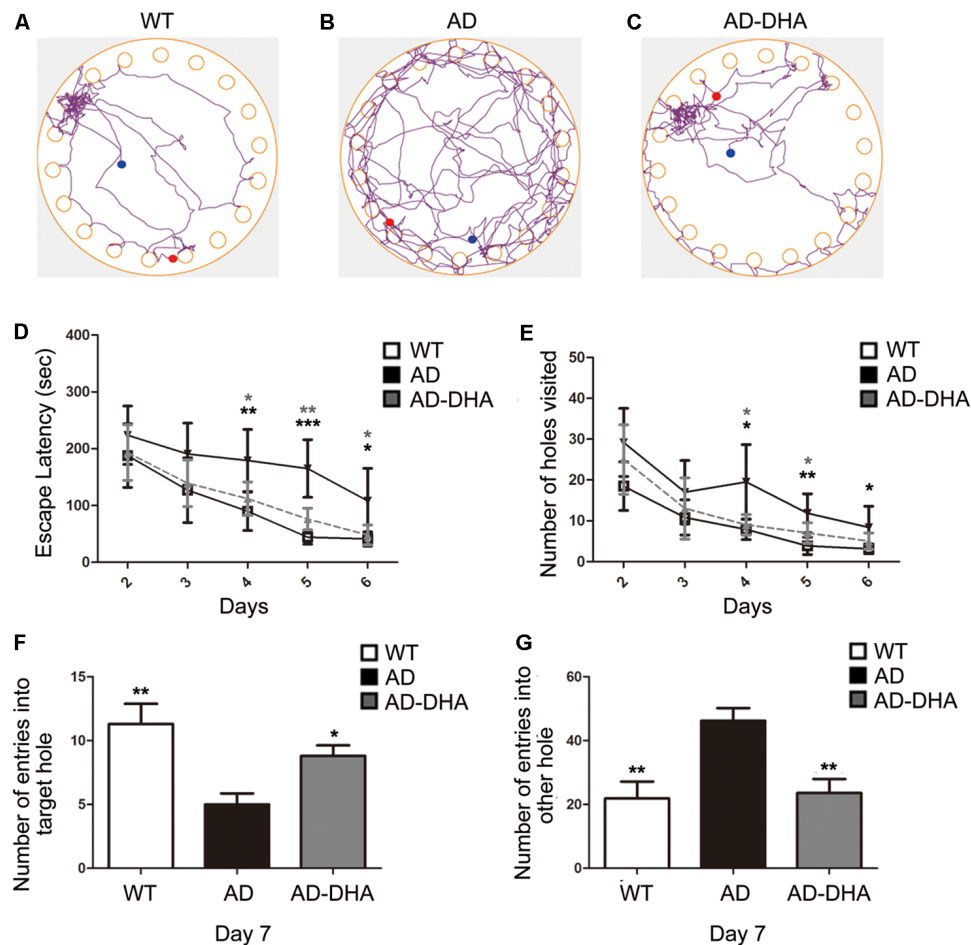 A
WT
B
AD
C
AD-DHA
D
Escape Latency (sec)
400
300
200
100
0
2
3
4
5
6
Days
WT
AD
AD-DHA
*
**
**
***
*
*
E
Number of holes visited
50
40
30
20
10
0
2
3
4
5
6
Days
WT
AD
AD-DHA
*
*
*
**
*
F
Number of entries into
target hole
15
10
5
0
**
*
WT
AD
AD-DHA
WT
AD
AD-DHA
Day 7
G
Number of entries into
other hole
60
40
20
0
**
**
WT
AD
AD-DHA
WT
AD
AD-DHA
Day 7